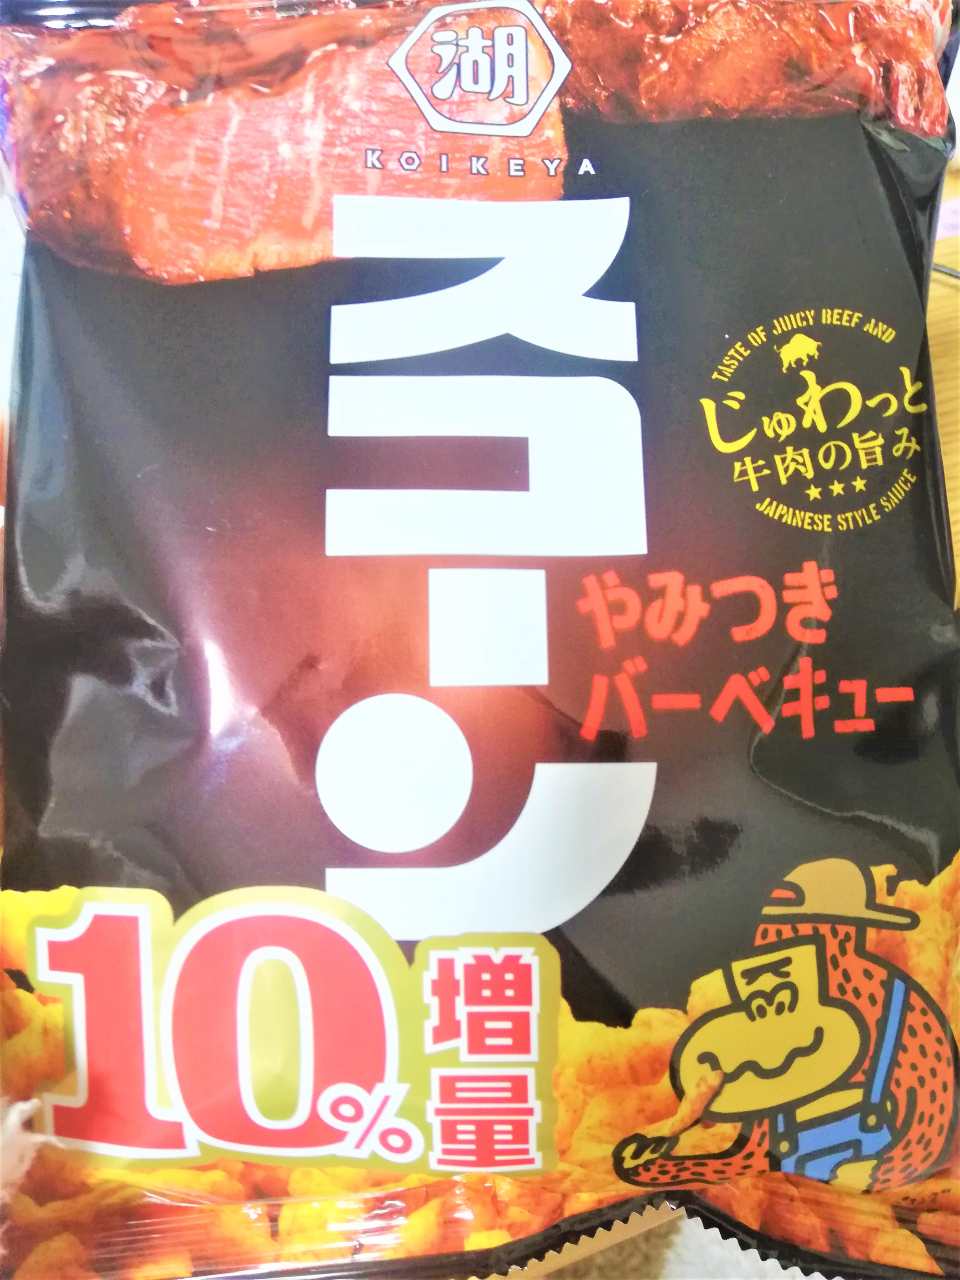 湖
KOIKEYA
スコーン
TASTE OF JUICY BEEF AND
じゅわっと
牛肉の旨み
JAPANESE STYLE SAUCE
やみつき
バーベキュー
10%
増量